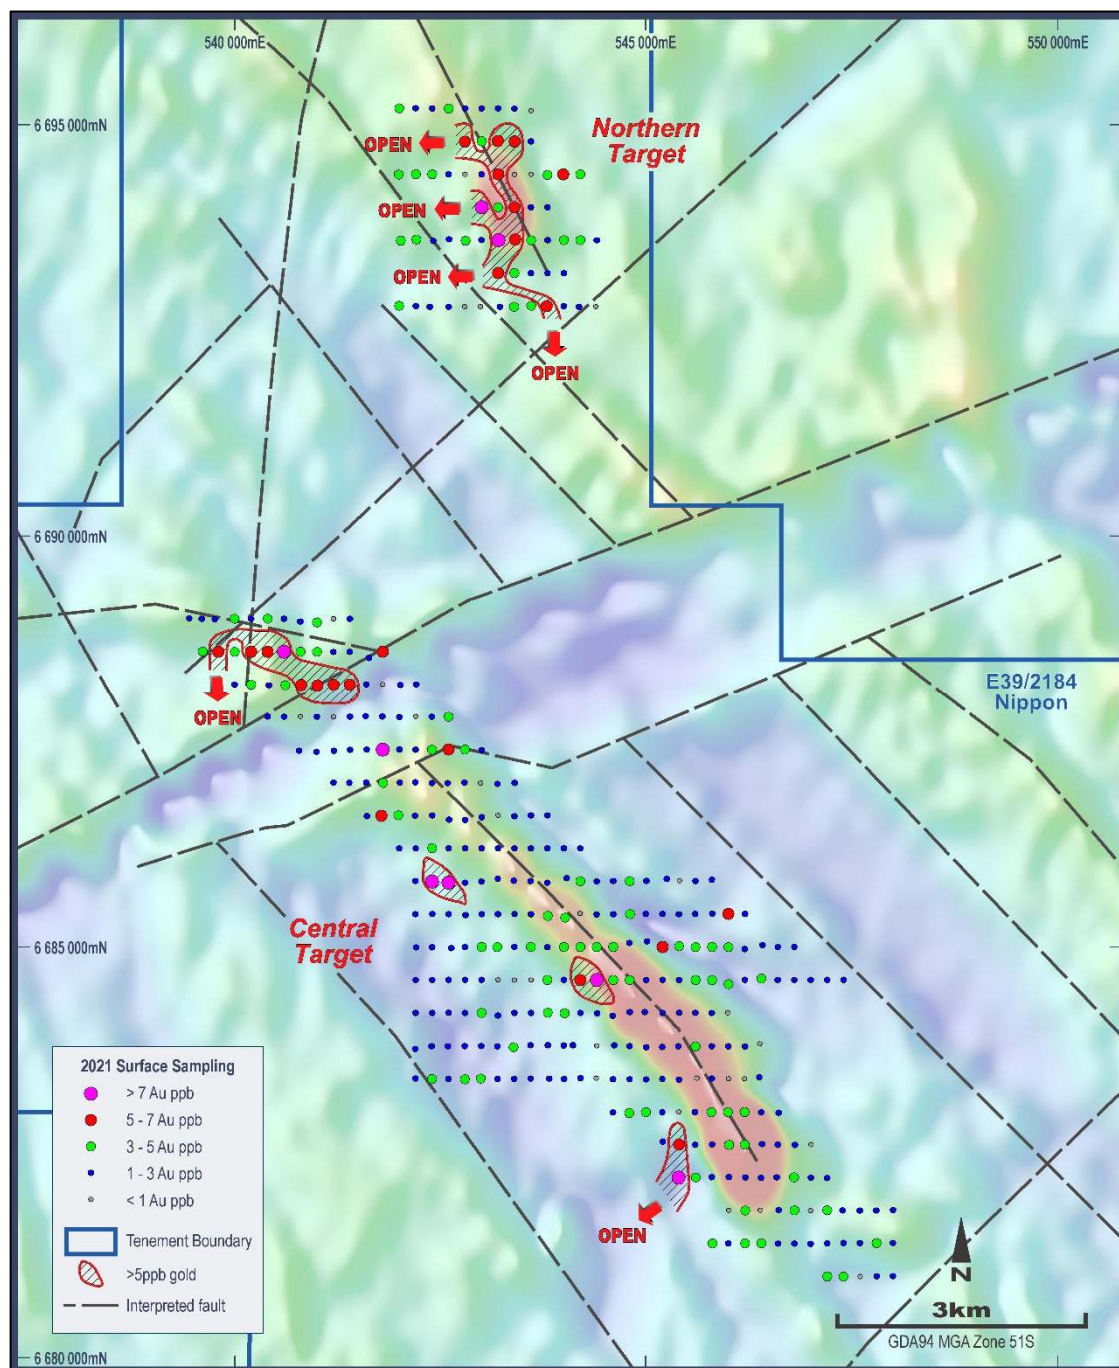 540 000mE
545 000mE
550 000mE
6 695 000mN
Northern
Target
OPEN
OPEN
OPEN
OPEN
6 690 000mN
E39/2184
Nippon
OPEN
Central
Target
6 685 000mN
2021 Surface Sampling
> 7 Au ppb
5 - 7 Au ppb
3 - 5 Au ppb
1 - 3 Au ppb
< 1 Au ppb
Tenement Boundary
>5ppb gold
Interpreted fault
OPEN
N
3km
GDA94 MGA Zone 51S
6 680 000mN